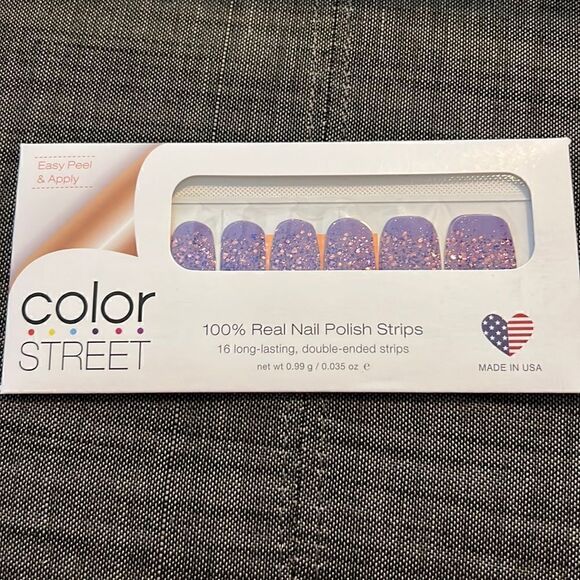 Easy Peel
& Apply
color
STREET
100% Real Nail Polish Strips
16 long-lasting, double-ended strips
net wt 0.99 g / 0.035 oz ℮
MADE IN USA